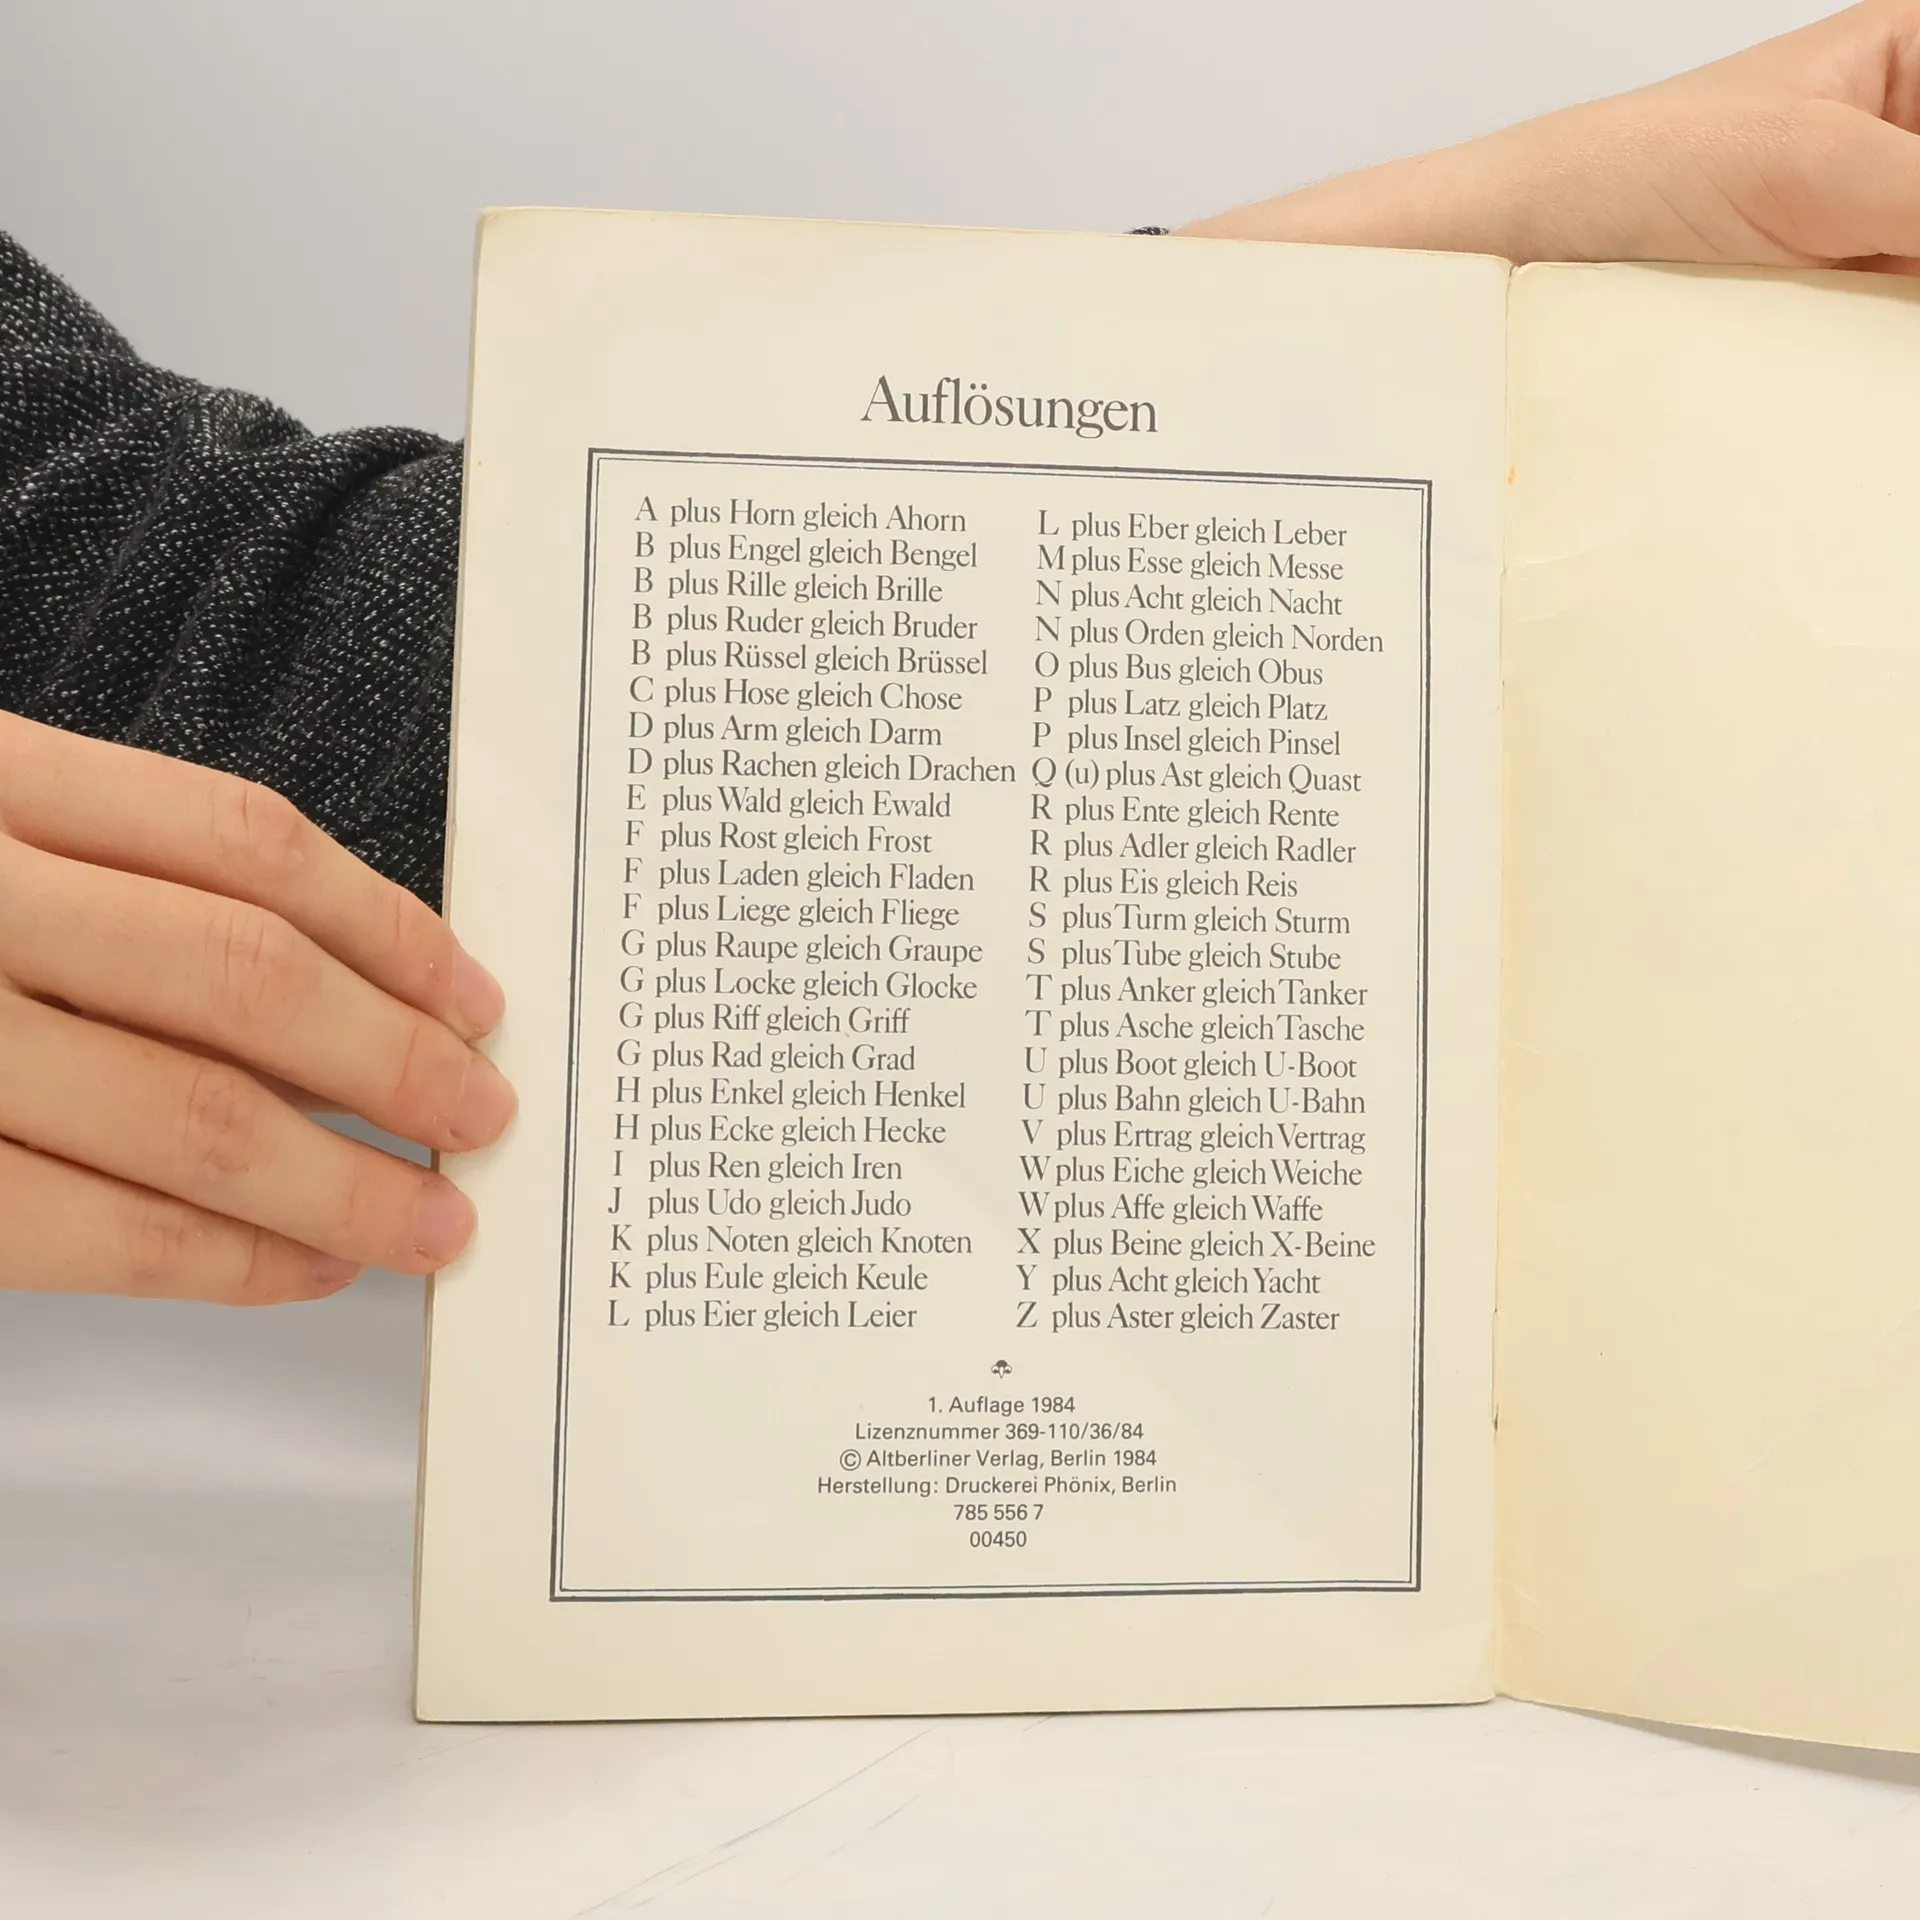 Auflösungen
A plus Horn gleich Ahorn
B plus Engel gleich Bengel
B plus Rille gleich Brille
B plus Ruder gleich Bruder
B plus Rüssel gleich Brüssel
C plus Hose gleich Chose
D plus Arm gleich Darm
D plus Rachen gleich Drachen
E plus Wald gleich Ewald
F plus Rost gleich Frost
F plus Laden gleich Fladen
F plus Liege gleich Fliege
G plus Raupe gleich Graupe
G plus Locke gleich Glocke
G plus Riff gleich Griff
G plus Rad gleich Grad
H plus Enkel gleich Henkel
H plus Ecke gleich Hecke
I plus Ren gleich Iren
J plus Udo gleich Judo
K plus Noten gleich Knoten
K plus Eule gleich Keule
L plus Eier gleich Leier
L plus Eber gleich Leber
M plus Esse gleich Messe
N plus Acht gleich Nacht
N plus Orden gleich Norden
O plus Bus gleich Obus
P plus Latz gleich Platz
P plus Insel gleich Pinsel
Q (u) plus Ast gleich Quast
R plus Ente gleich Rente
R plus Adler gleich Radler
R plus Eis gleich Reis
S plus Turm gleich Sturm
S plus Tube gleich Stube
T plus Anker gleich Tanker
T plus Asche gleich Tasche
U plus Boot gleich U-Boot
U plus Bahn gleich U-Bahn
V plus Ertrag gleich Vertrag
W plus Eiche gleich Weiche
W plus Affe gleich Waffe
X plus Beine gleich X-Beine
Y plus Acht gleich Yacht
Z plus Aster gleich Zaster
1. Auflage 1984
Lizenznummer 369-110/36/84
© Altberliner Verlag, Berlin 1984
Herstellung: Druckerei Phönix, Berlin
785 556 7
00450